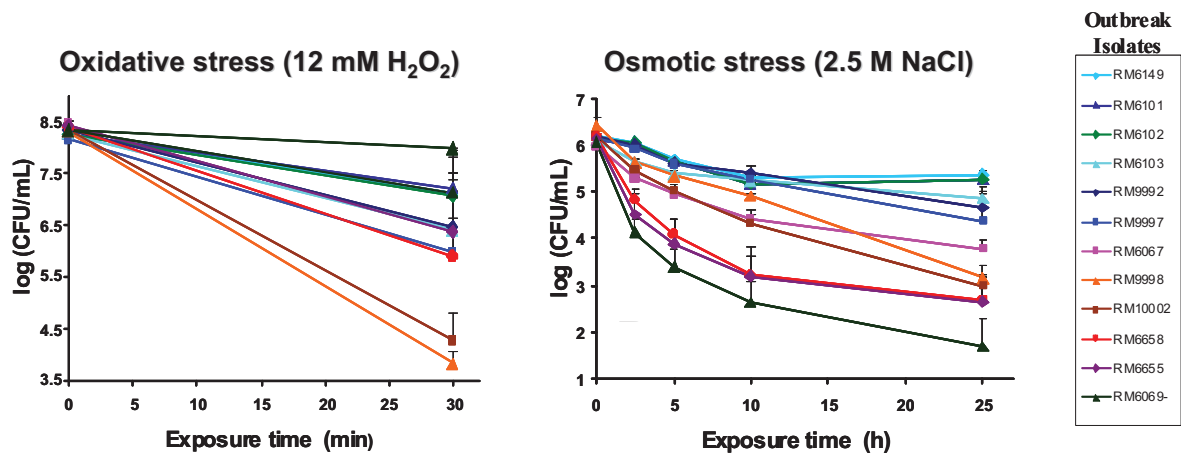 Oxidative stress (12 mM H₂O₂)
8.5
7.5
6.5
5.5
4.5
3.5
log (CFU/mL)
0 5 10 15 20 25 30
Exposure time (min)
Osmotic stress (2.5 M NaCl)
7
6
5
4
3
2
1
log (CFU/mL)
0 5 10 15 20 25
Exposure time (h)
Outbreak
Isolates
RM6149
RM6101
RM6102
RM6103
RM9992
RM9997
RM6067
RM9998
RM10002
RM6658
RM6655
RM6069-